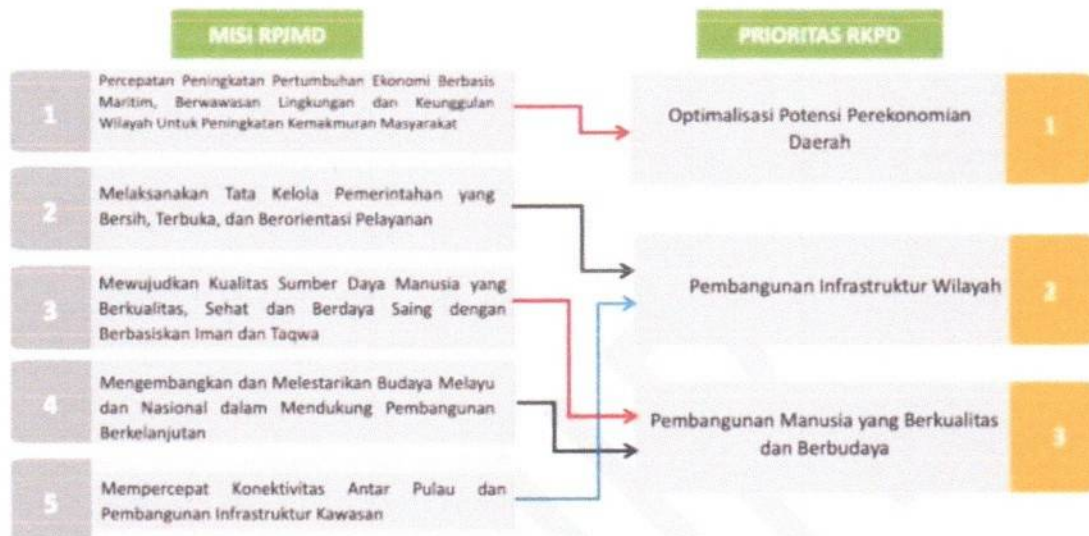 MISI RPJMD
1
Percepatan Peningkatan Pertumbuhan Ekonomi Berbasis
Maritim, Berwawasan Lingkungan dan Keunggulan
Wilayah Untuk Peningkatan Kemakmuran Masyarakat
2
Melaksanakan Tata Kelola Pemerintahan yang
Bersih, Terbuka, dan Berorientasi Pelayanan
3
Mewujudkan Kualitas Sumber Daya Manusia yang
Berkualitas, Sehat dan Berdaya Saing dengan
Berbasiskan Iman dan Taqwa
4
Mengembangkan dan Melestarikan Budaya Melayu
dan Nasional dalam Mendukung Pembangunan
Berkelanjutan
5
Mempercepat Konektivitas Antar Pulau dan
Pembangunan Infrastruktur Kawasan
PRIORITAS RKPD
Optimalisasi Potensi Perekonomian
Daerah
1
Pembangunan Infrastruktur Wilayah
2
Pembangunan Manusia yang Berkualitas
dan Berbudaya
3